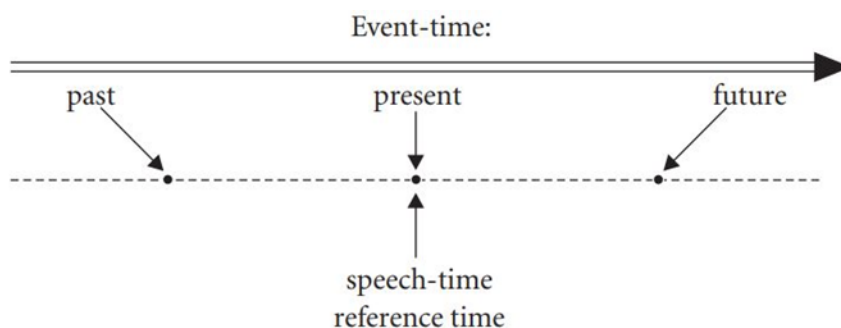 Event-time:
past present future
speech-time
reference time